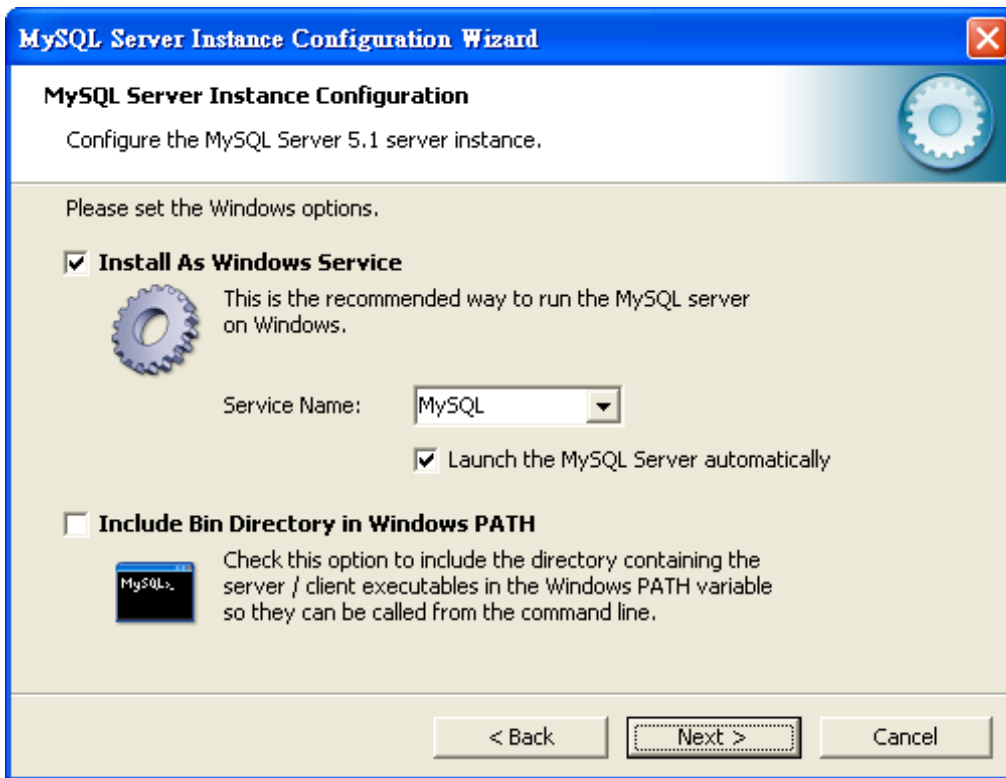 MySQL Server Instance Configuration Wizard
MySQL Server Instance Configuration
Configure the MySQL Server 5.1 server instance.
Please set the Windows options.
Install As Windows Service
This is the recommended way to run the MySQL server
on Windows.
Service Name: MySQL
Launch the MySQL Server automatically
Include Bin Directory in Windows PATH
MySQL>_
Check this option to include the directory containing the
server / client executables in the Windows PATH variable
so they can be called from the command line.
< Back Next > Cancel